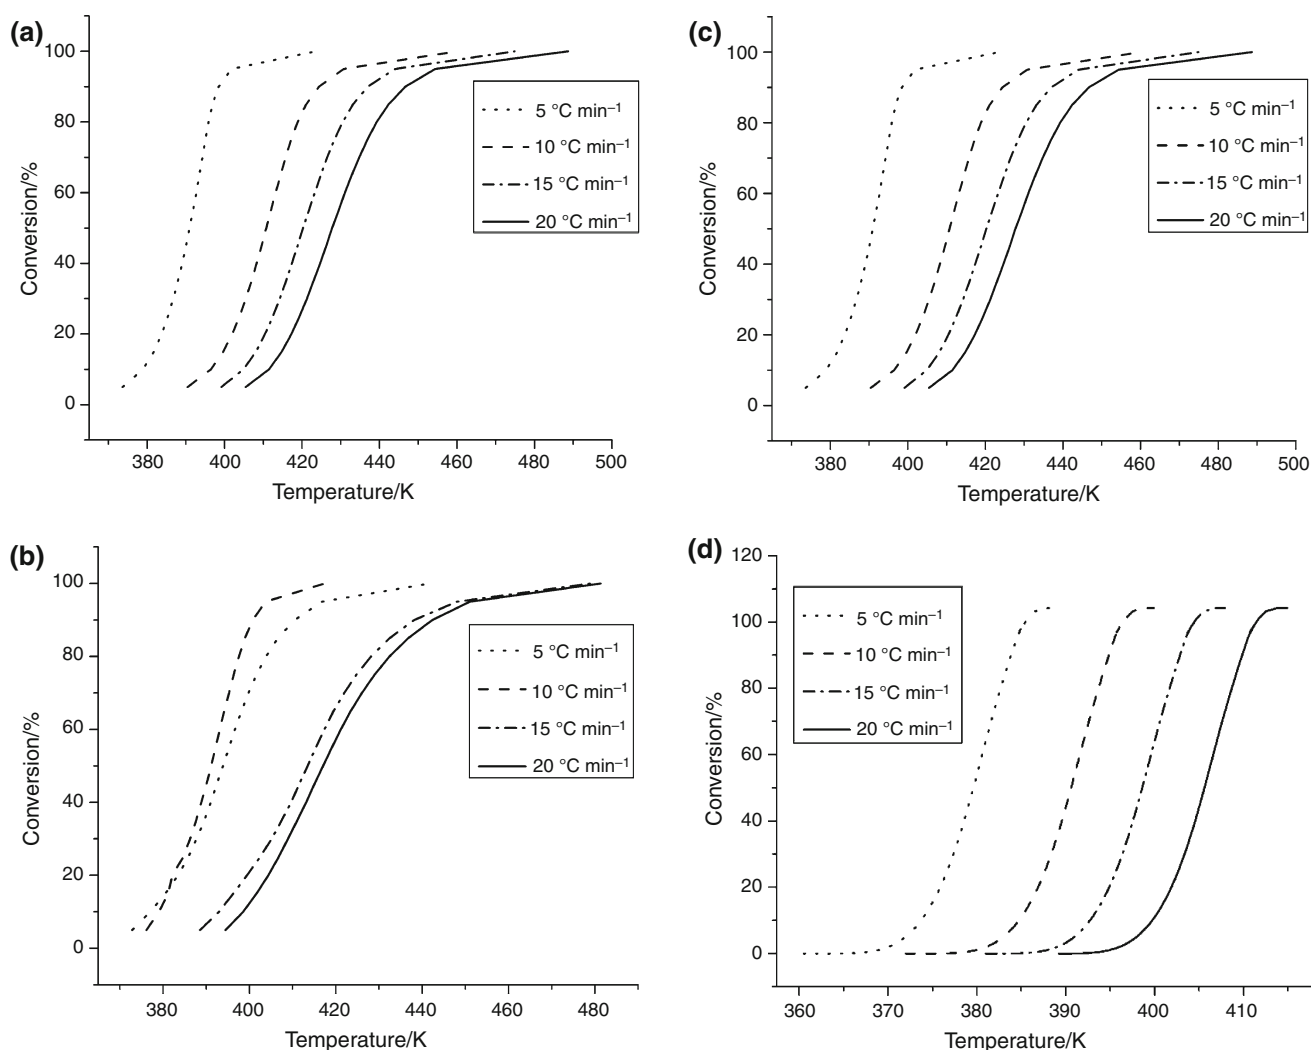 (a)
100
80
60
40
20
0
Conversion/%
5 °C min⁻¹
10 °C min⁻¹
15 °C min⁻¹
20 °C min⁻¹
380 400 420 440 460 480 500
Temperature/K
(c)
100
80
60
40
20
0
Conversion/%
5 °C min⁻¹
10 °C min⁻¹
15 °C min⁻¹
20 °C min⁻¹
380 400 420 440 460 480 500
Temperature/K
(b)
100
80
60
40
20
0
Conversion/%
5 °C min⁻¹
10 °C min⁻¹
15 °C min⁻¹
20 °C min⁻¹
380 400 420 440 460 480
Temperature/K
(d)
120
100
80
60
40
20
0
Conversion/%
5 °C min⁻¹
10 °C min⁻¹
15 °C min⁻¹
20 °C min⁻¹
360 370 380 390 400 410
Temperature/K